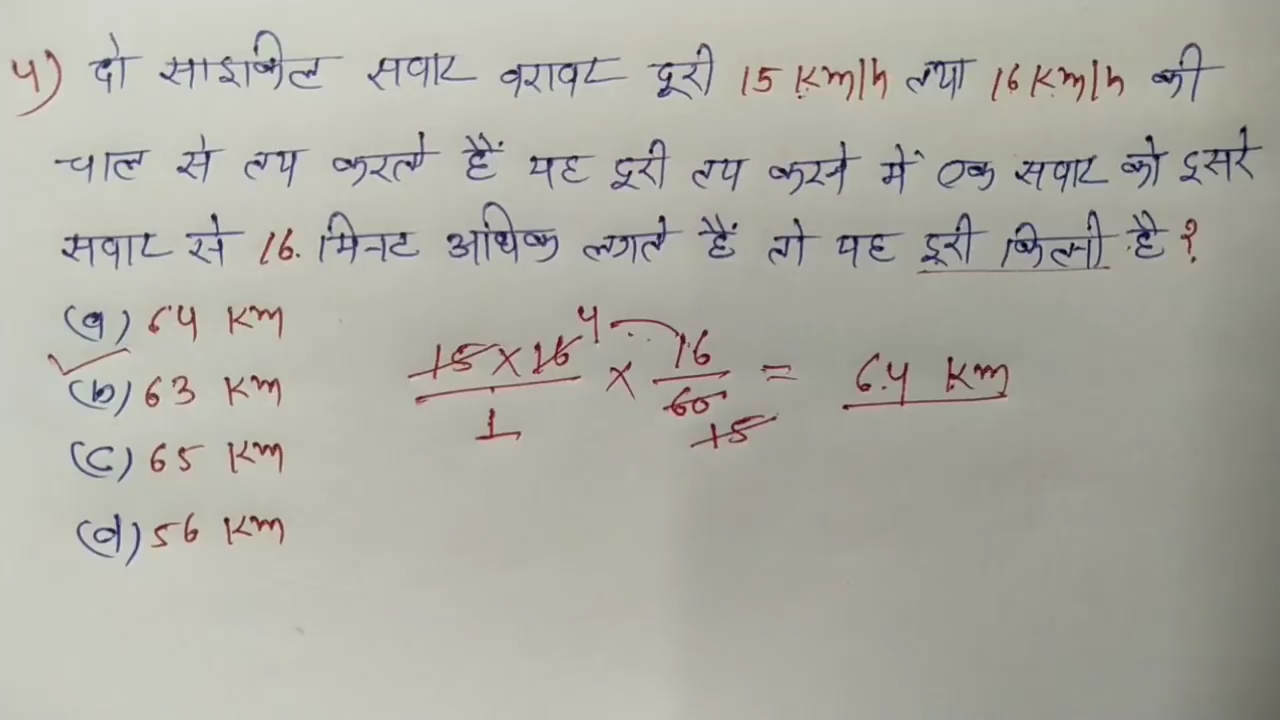 4) दो साइकिल सवार बराबर दूरी 15 Km/h तथा 16 Km/h की
चाल से तय करते हैं यह दूरी तय करने में एक सवार को दूसरे
सवार से 16. मिनट अधिक लगते हैं तो यह दूरी कितनी है ?
(a) 64 Km
(b) 63 Km
(c) 65 Km
(d) 56 Km
15 × 16 4 / 1 × 16 / 60 15 = 64 Km